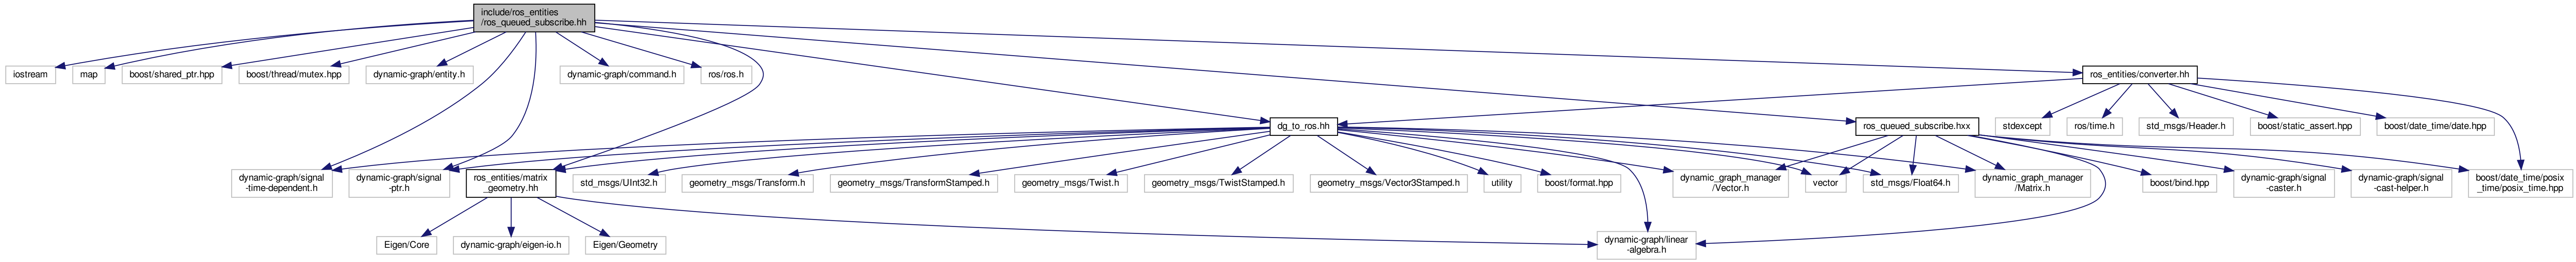 include/ros_entities
/ros_queued_subscribe.hh
iostream
map
boost/shared_ptr.hpp
boost/thread/mutex.hpp
dynamic-graph/entity.h
dynamic-graph/command.h
ros/ros.h
ros_entities/converter.hh
dg_to_ros.hh
ros_queued_subscribe.hxx
stdexcept
ros/time.h
std_msgs/Header.h
boost/static_assert.hpp
boost/date_time/date.hpp
dynamic-graph/signal
-time-dependent.h
dynamic-graph/signal
-ptr.h
ros_entities/matrix
_geometry.hh
std_msgs/UInt32.h
geometry_msgs/Transform.h
geometry_msgs/TransformStamped.h
geometry_msgs/Twist.h
geometry_msgs/TwistStamped.h
geometry_msgs/Vector3Stamped.h
utility
boost/format.hpp
dynamic_graph_manager
/Vector.h
vector
std_msgs/Float64.h
dynamic_graph_manager
/Matrix.h
boost/bind.hpp
dynamic-graph/signal
-caster.h
dynamic-graph/signal
-cast-helper.h
boost/date_time/posix
_time/posix_time.hpp
Eigen/Core
dynamic-graph/eigen-io.h
Eigen/Geometry
dynamic-graph/linear
-algebra.h